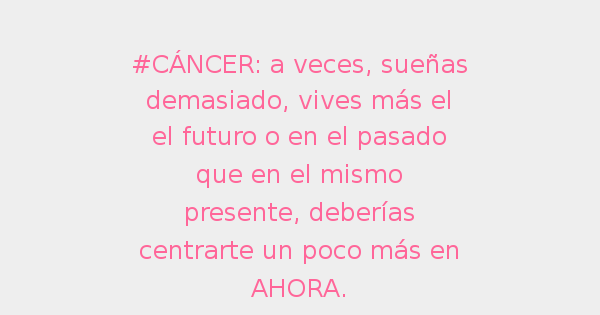 #CÁNCER: a veces, sueñas
demasiado, vives más el
el futuro o en el pasado
que en el mismo
presente, deberías
centrarte un poco más en
AHORA.